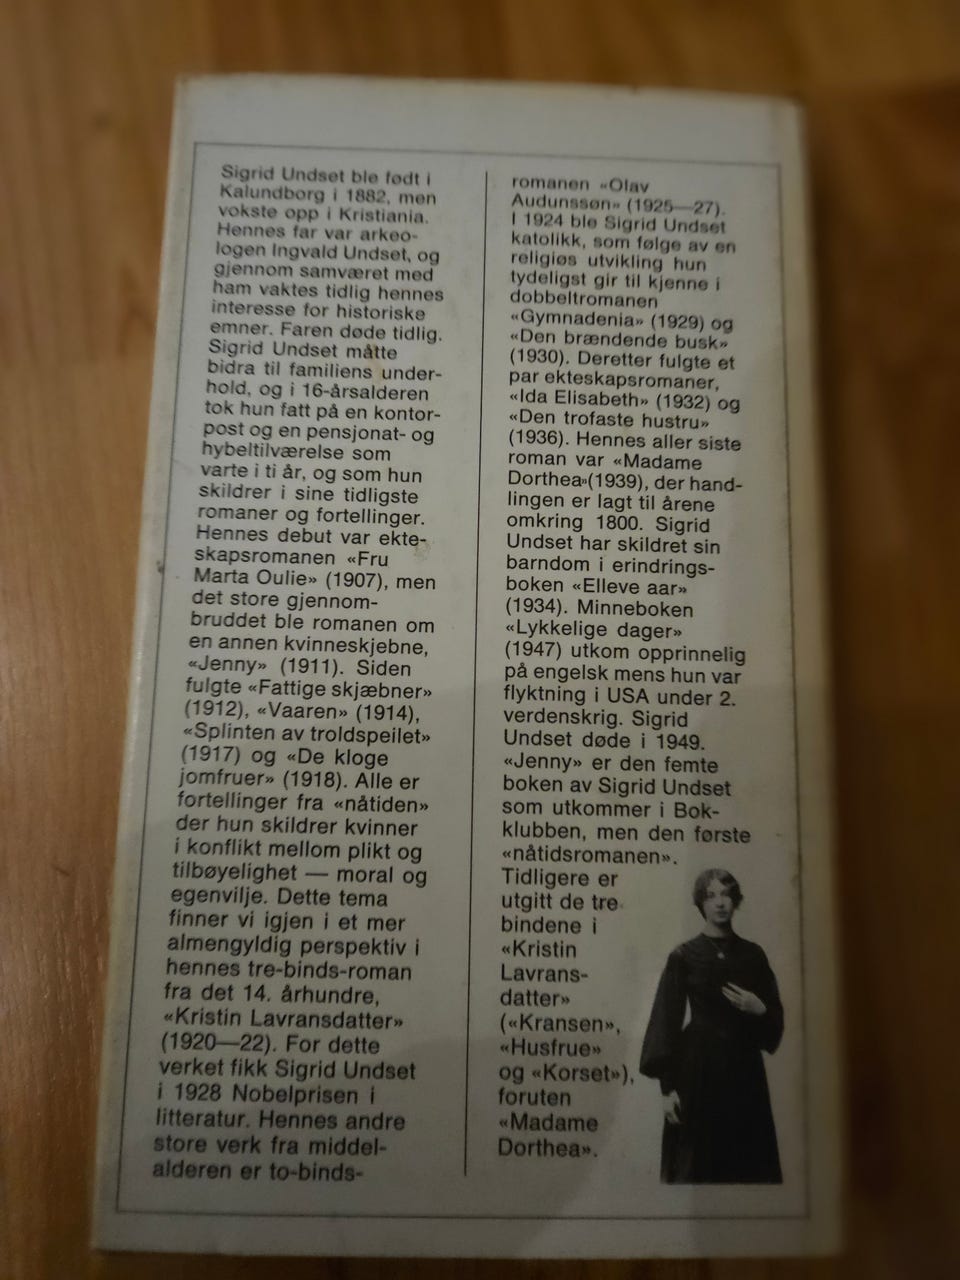 Sigrid Undset ble født i
Kalundborg i 1882, men
vokste opp i Kristiania.
Hennes far var arkeo-
logen Ingvald Undset, og
gjennom samværet med
ham vaktes tidlig hennes
interesse for historiske
emner. Faren døde tidlig.
Sigrid Undset måtte
bidra til familiens under-
hold, og i 16-årsalderen
tok hun fatt på en kontor-
post og en pensjonat- og
hybeltilværelse som
varte i ti år, og som hun
skildrer i sine tidligste
romaner og fortellinger.
Hennes debut var ekte-
skapsromanen «Fru
Marta Oulie» (1907), men
det store gjennom-
bruddet ble romanen om
en annen kvinneskjebne,
«Jenny» (1911). Siden
fulgte «Fattige skjæbner»
(1912), «Vaaren» (1914),
«Splinten av troldspeilet»
(1917) og «De kloge
jomfruer» (1918). Alle er
fortellinger fra «nåtiden»
der hun skildrer kvinner
i konflikt mellom plikt og
tilbøyelighet — moral og
egenvilje. Dette tema
finner vi igjen i et mer
almengyldig perspektiv i
hennes tre-binds-roman
fra det 14. århundre,
«Kristin Lavransdatter»
(1920—22). For dette
verket fikk Sigrid Undset
i 1928 Nobelprisen i
litteratur. Hennes andre
store verk fra middel-
alderen er to-binds-
romanen «Olav
Audunssøn» (1925—27).
I 1924 ble Sigrid Undset
katolikk, som følge av en
religiøs utvikling hun
tydeligst gir til kjenne i
dobbeltromanen
«Gymnadenia» (1929) og
«Den brændende busk»
(1930). Deretter fulgte et
par ekteskapsromaner,
«Ida Elisabeth» (1932) og
«Den trofaste hustru»
(1936). Hennes aller siste
roman var «Madame
Dorthea»(1939), der hand-
lingen er lagt til årene
omkring 1800. Sigrid
Undset har skildret sin
barndom i erindrings-
boken «Elleve aar»
(1934). Minneboken
«Lykkelige dager»
(1947) utkom opprinnelig
på engelsk mens hun var
flyktning i USA under 2.
verdenskrig. Sigrid
Undset døde i 1949.
«Jenny» er den femte
boken av Sigrid Undset
som utkommer i Bok-
klubben, men den første
«nåtidsromanen».
Tidligere er
utgitt de tre
bindene i
«Kristin
Lavrans-
datter»
(«Kransen»,
«Husfrue»
og «Korset»),
foruten
«Madame
Dorthea».